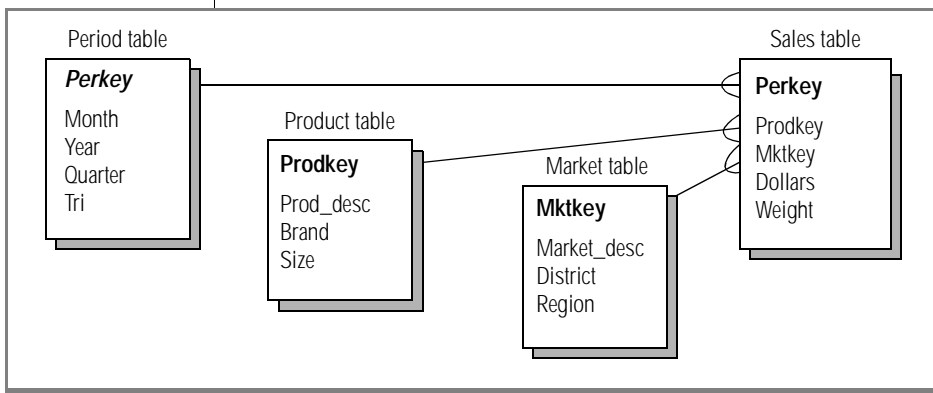 Period table
Perkey
Month
Year
Quarter
Tri
Product table
Prodkey
Prod_desc
Brand
Size
Market table
Mktkey
Market_desc
District
Region
Sales table
Perkey
Prodkey
Mktkey
Dollars
Weight